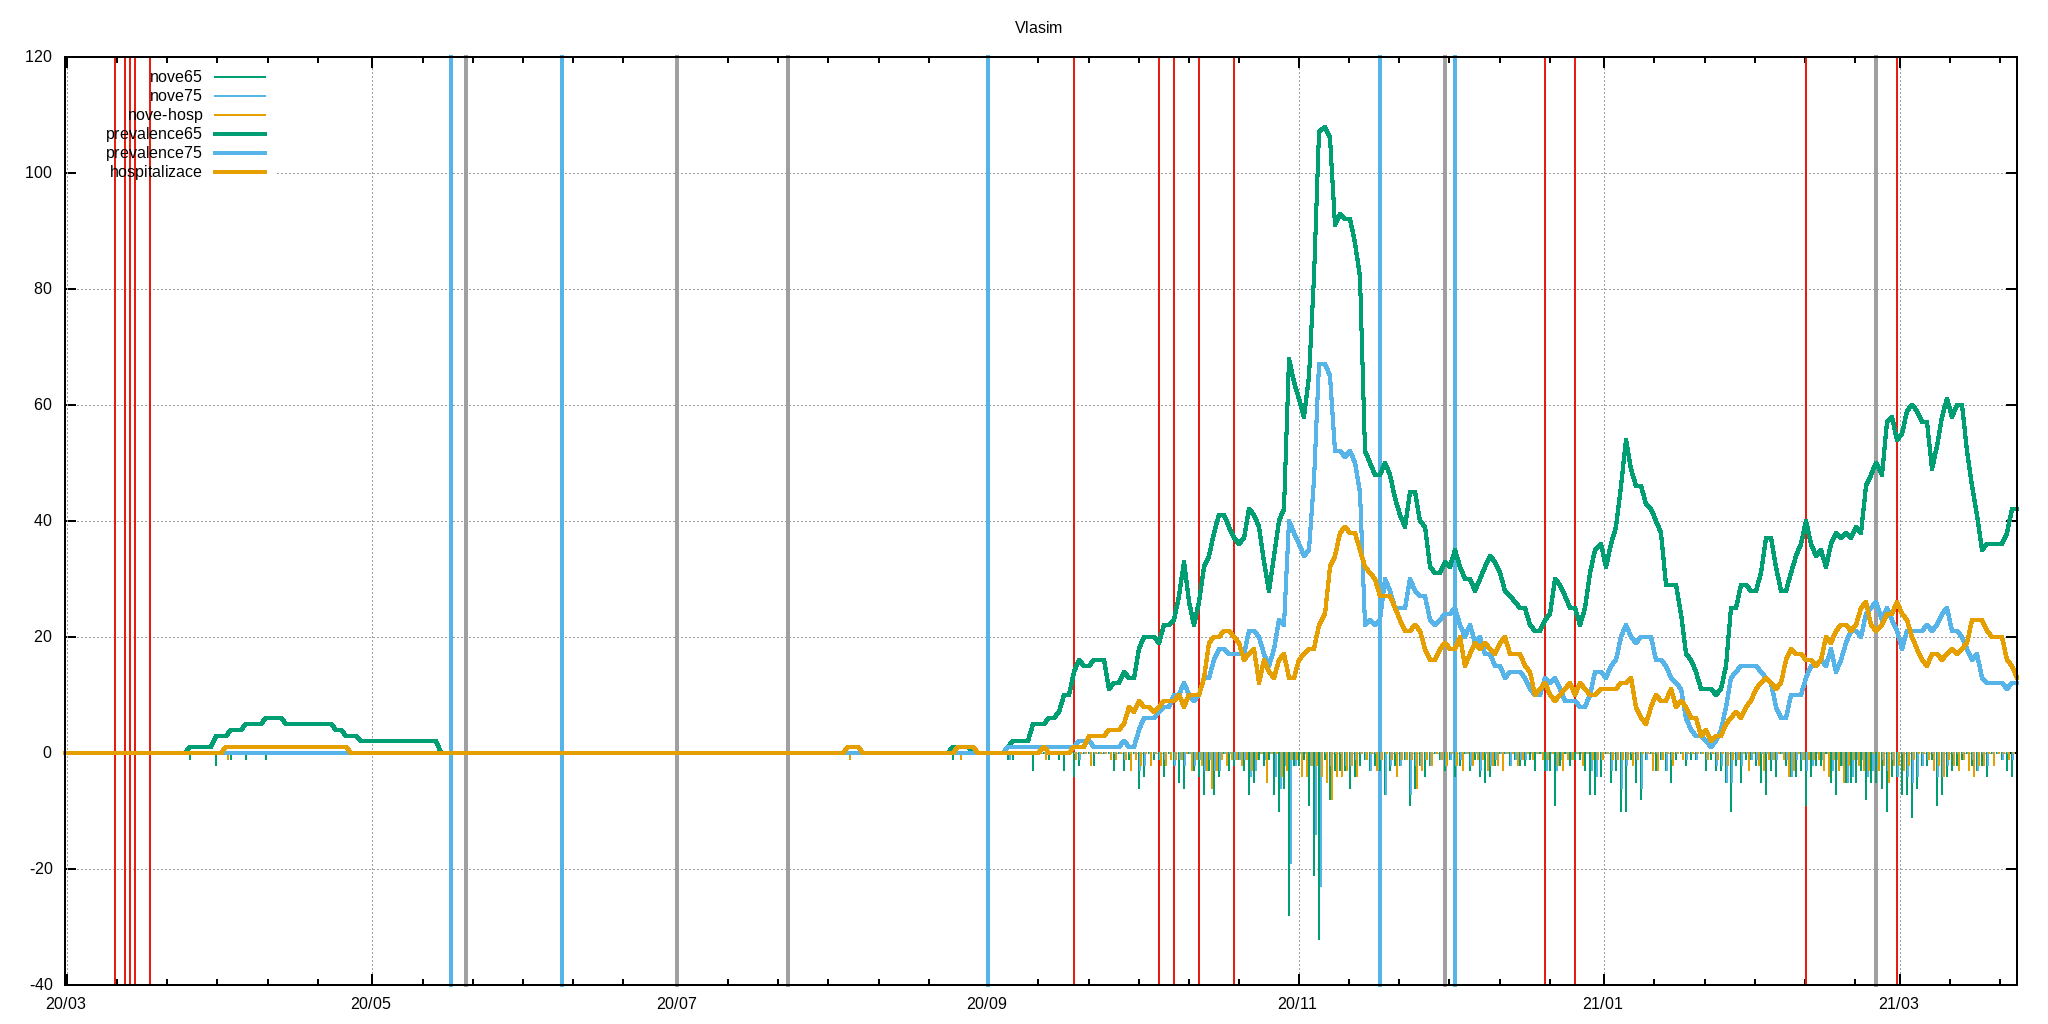 Vlasim
120
100
80
60
40
20
0
-20
-40
nove65
nove75
nove-hosp
prevalence65
prevalence75
hospitalizace
20/03 20/05 20/07 20/09 20/11 21/01 21/03